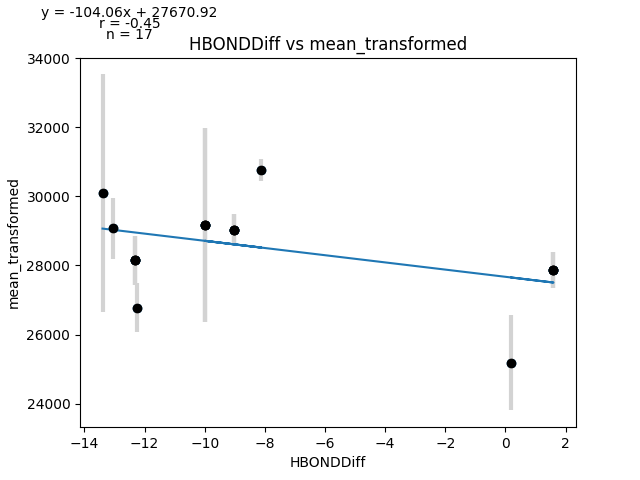 y = -104.06x + 27670.92
r = -0.45
n = 17
HBONDDiff vs mean_transformed
34000
32000
30000
28000
26000
24000
mean_transformed
−14
−12
−10
−8
−6
−4
−2
0
2
HBONDDiff